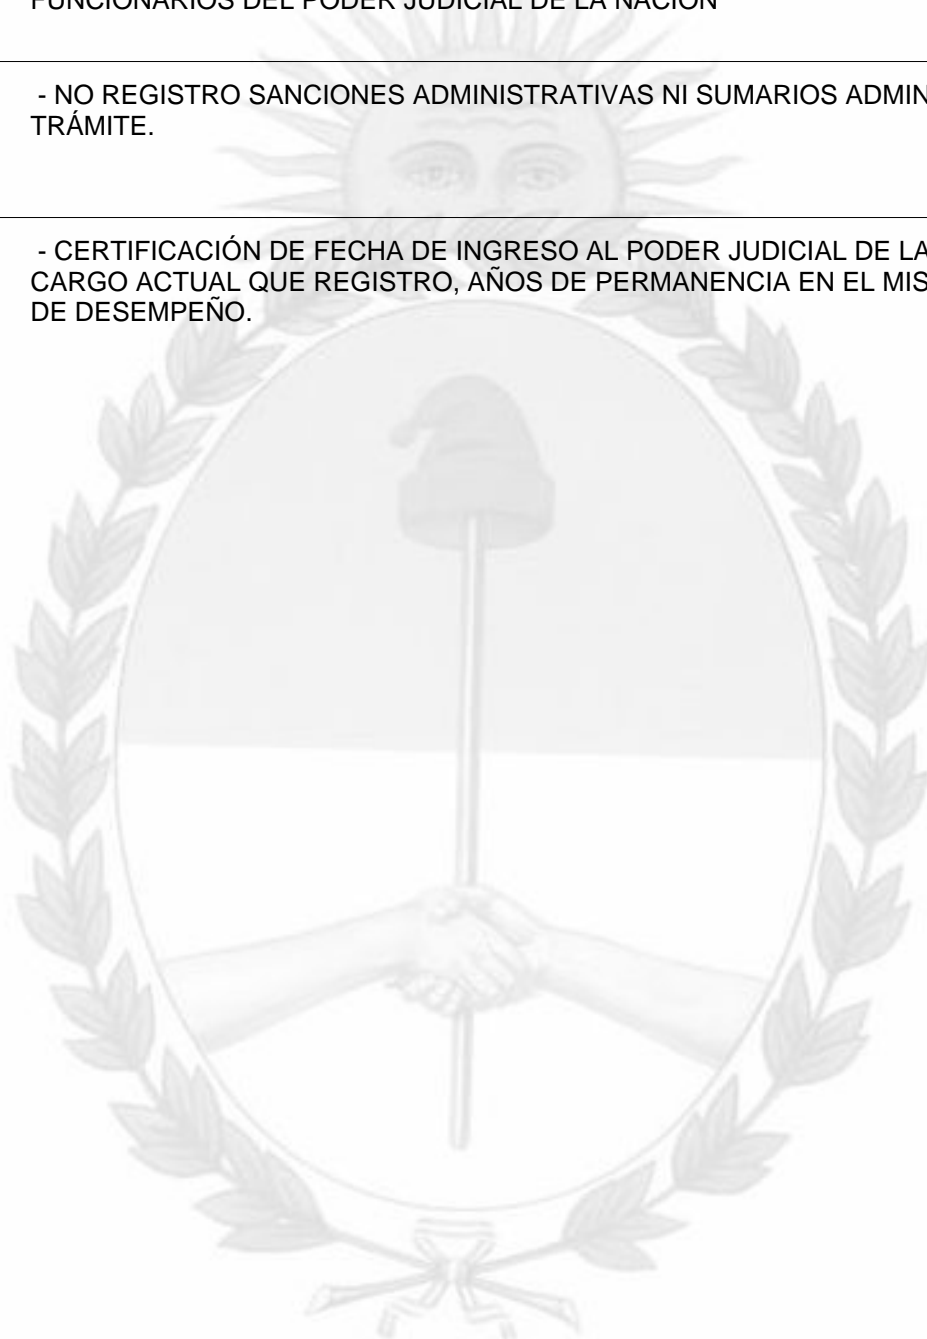 FUNCIONARIOS DEL PODER JUDICIAL DE LA NACIÓN
- NO REGISTRO SANCIONES ADMINISTRATIVAS NI SUMARIOS ADMIN
TRÁMITE.
- CERTIFICACIÓN DE FECHA DE INGRESO AL PODER JUDICIAL DE LA
CARGO ACTUAL QUE REGISTRO, AÑOS DE PERMANENCIA EN EL MIS
DE DESEMPEÑO.